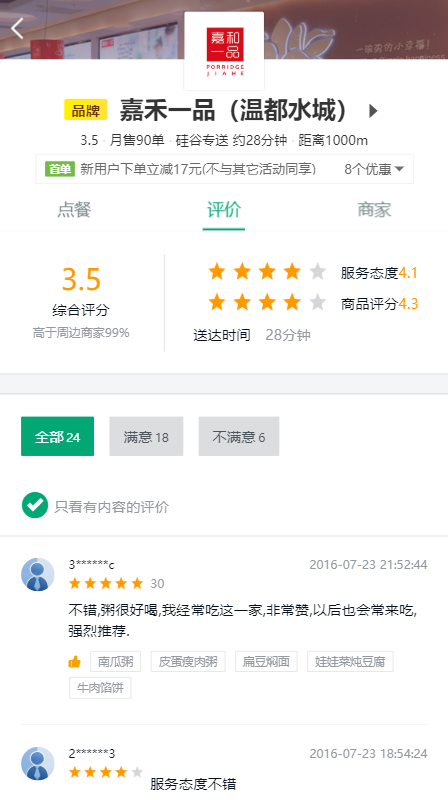 一带粥的小幸福!
嘉和
一品
PORRIDGE
JIAHE
品牌 嘉禾一品（温都水城）
3.5 · 月售90单 · 硅谷专送 约28分钟 · 距离1000m
首单 新用户下单立减17元(不与其它活动同享) 8个优惠
点餐 评价 商家
3.5
综合评分
高于周边商家99%
服务态度4.1
商品评分4.3
送达时间 28分钟
全部 24 满意 18 不满意 6
只看有内容的评价
3******c 2016-07-23 21:52:44
30
不错,粥很好喝,我经常吃这一家,非常赞,以后也会常来吃,
强烈推荐.
南瓜粥 皮蛋瘦肉粥 扁豆焖面 娃娃菜炖豆腐
牛肉馅饼
2******3 2016-07-23 18:54:24
服务态度不错